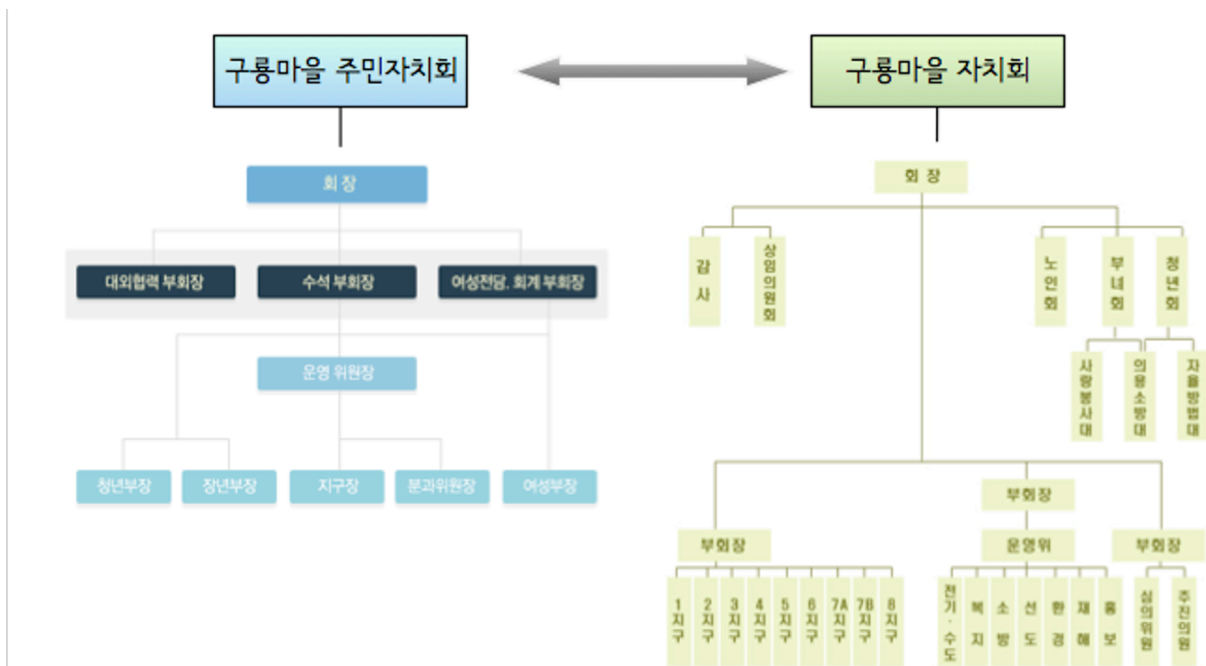 구룡마을 주민자치회
구룡마을 자치회
회 장
대외협력 부회장
수석 부회장
여성전담. 회계 부회장
운영 위원장
청년부장
장년부장
지구장
분과위원장
여성부장
회 장
감사
상임의원회
노인회
부녀회
청년회
사랑봉사대
의용소방대
자율방법대
부회장
부회장
운영위
부회장
1지구
2지구
3지구
4지구
5지구
6지구
7A지구
7B지구
8지구
전기·수도
복지
소방
선도
환경
재해
홍보
심의위원
추진의원